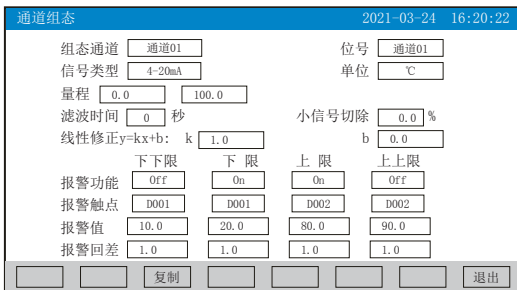 通道组态 2021-03-24 16:20:22
组态通道 通道01 位号 通道01
信号类型 4-20mA 单位 ℃
量程 0.0 100.0
滤波时间 0 秒 小信号切除 0.0 %
线性修正y=kx+b: k 1.0 b 0.0
下下限 下 限 上 限 上上限
报警功能 Off On On Off
报警触点 D001 D001 D002 D002
报警值 10.0 20.0 80.0 90.0
报警回差 1.0 1.0 1.0 1.0
复制 退出